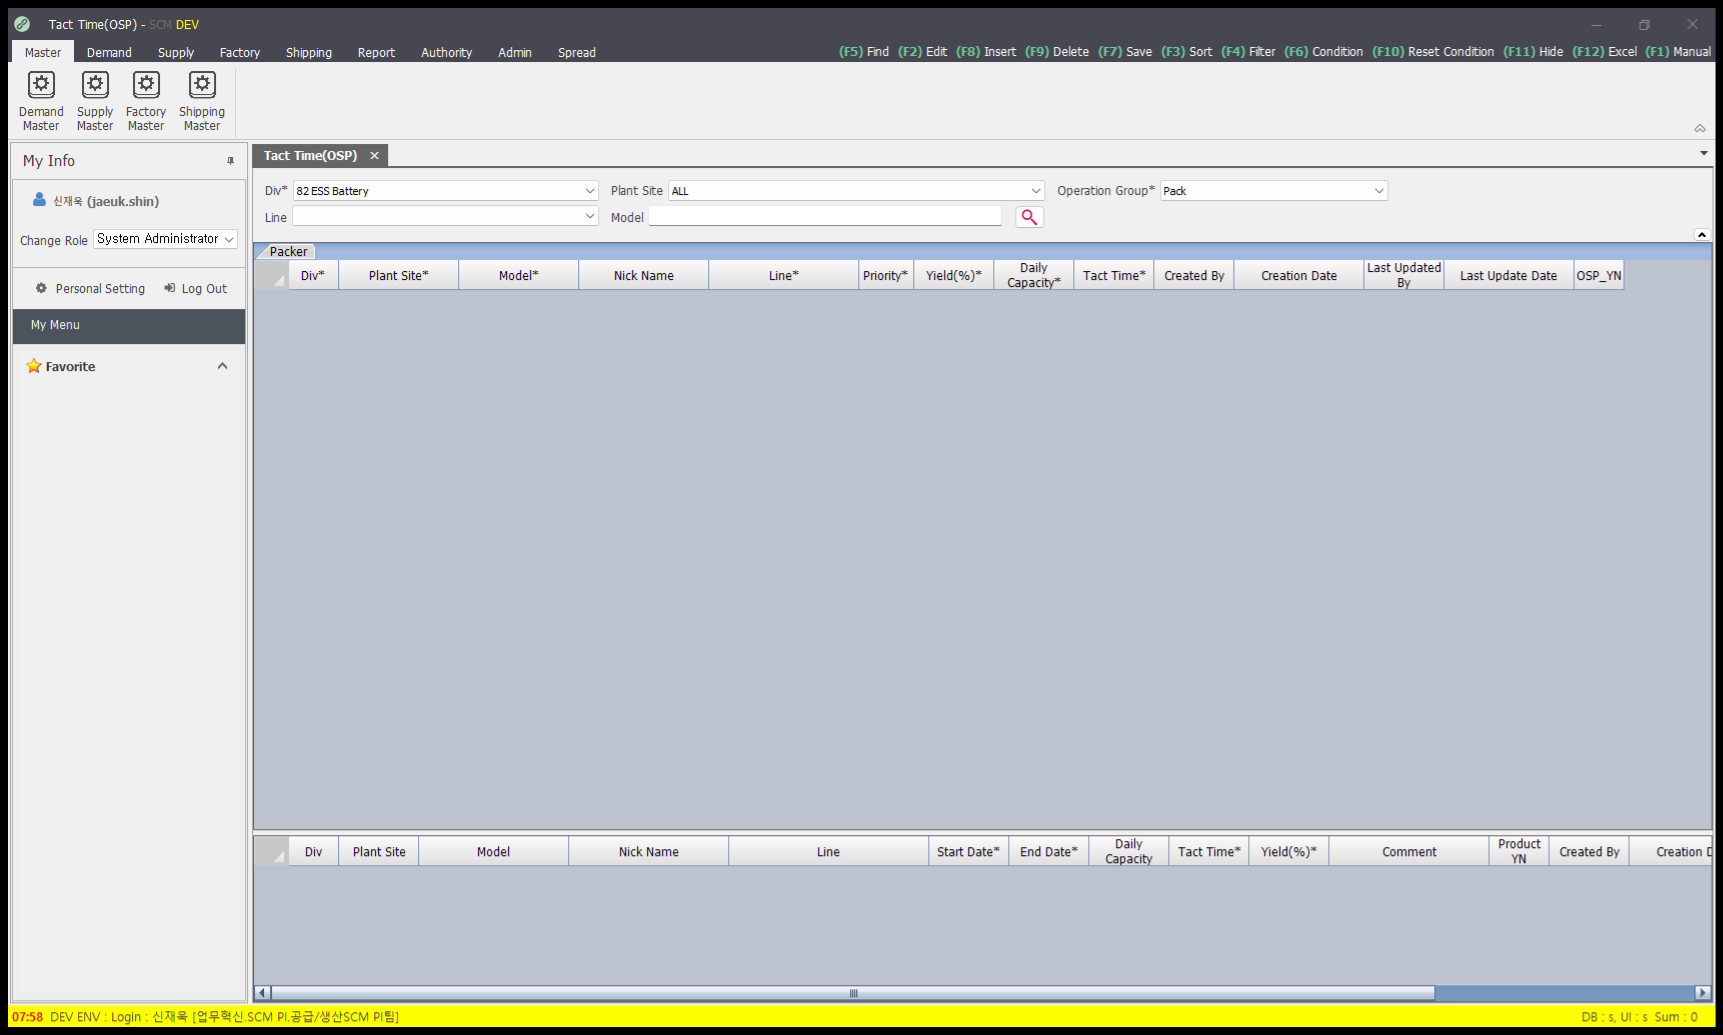 Tact Time(OSP) - SCM DEV
Master Demand Supply Factory Shipping Report Authority Admin Spread (F5) Find (F2) Edit (F8) Insert (F9) Delete (F7) Save (F3) Sort (F4) Filter (F6) Condition (F10) Reset Condition (F11) Hide (F12) Excel (F1) Manual
Demand Master
Supply Master
Factory Master
Shipping Master
My Info
신재욱 (jaeuk.shin)
Change Role System Administrator
Personal Setting Log Out
My Menu
Favorite
Tact Time(OSP)
Div* 82 ESS Battery Plant Site ALL Operation Group* Pack
Line Model
Packer
Div* Plant Site* Model* Nick Name Line* Priority* Yield(%)* Daily Capacity* Tact Time* Created By Creation Date Last Updated By Last Update Date OSP_YN
Div Plant Site Model Nick Name Line Start Date* End Date* Daily Capacity Tact Time* Yield(%)* Comment Product YN Created By Creation D
07:58 DEV ENV : Login : 신재욱 [업무혁신.SCM PI.공급/생산SCM PI팀] DB : s, UI : s Sum : 0